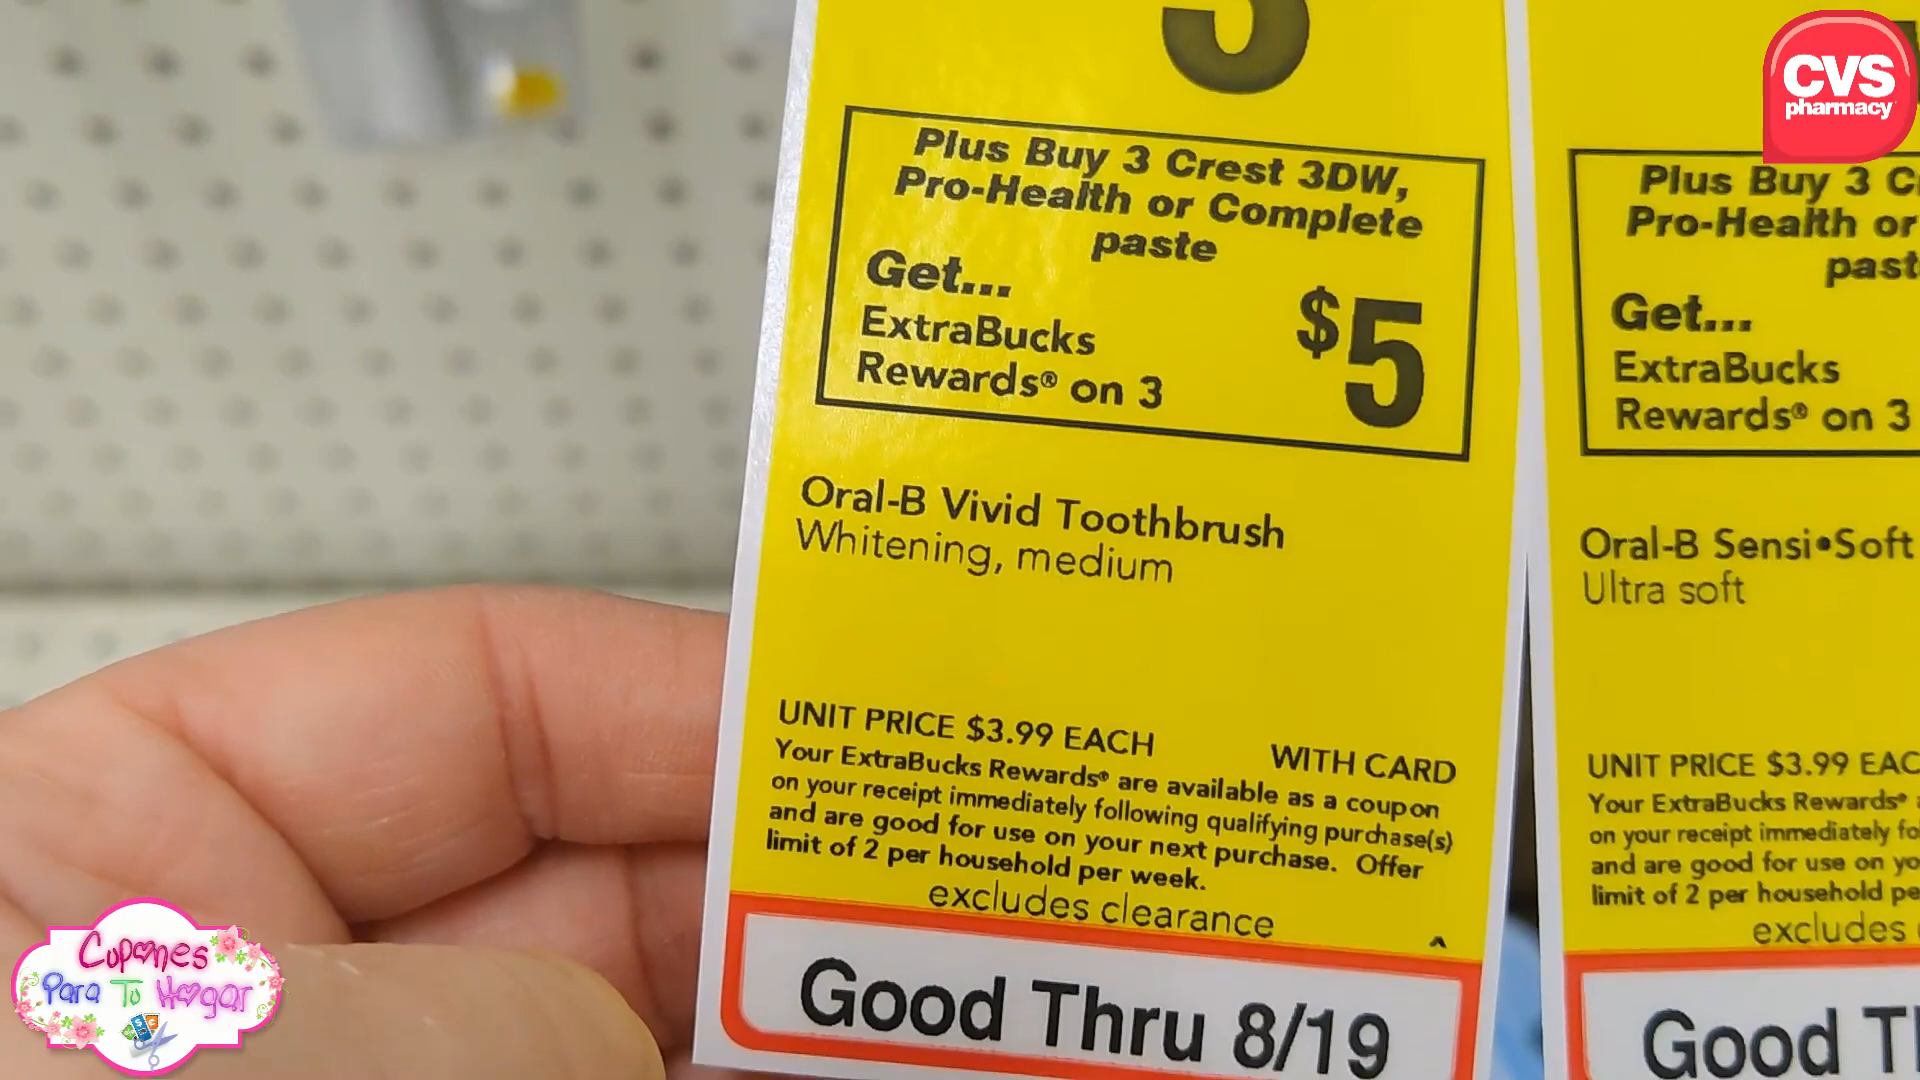 3
Plus Buy 3 Crest 3DW,
Pro-Health or Complete
paste
Get...
ExtraBucks
Rewards® on 3
$5
Oral-B Vivid Toothbrush
Whitening, medium
UNIT PRICE $3.99 EACH WITH CARD
Your ExtraBucks Rewards® are available as a coupon
on your receipt immediately following qualifying purchase(s)
and are good for use on your next purchase. Offer
limit of 2 per household per week.
excludes clearance
Good Thru 8/19
Plus Buy 3
Pro-Health or
Get...
ExtraBucks
Rewards® on 3
Oral-B Sensi•Soft
Ultra soft
UNIT PRICE $3.99
Your ExtraBucks Rewards®
on your receipt immediately
and are good for use on
limit of 2 per household
excludes
Good
CVS
pharmacy
Cupones
Para Tu Hogar